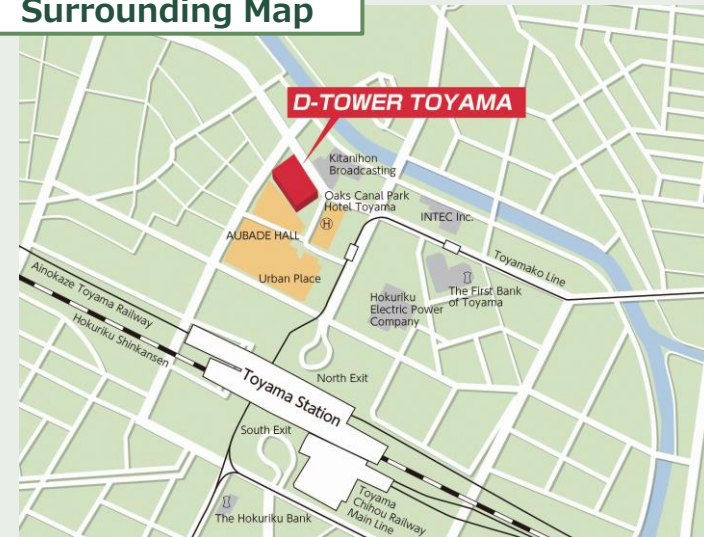 Surrounding Map
D-TOWER TOYAMA
Kitanihon
Broadcasting
Oaks Canal Park
Hotel Toyama
H
INTEC Inc.
AUBADE HALL
Toyamako Line
Urban Place
Ainokaze Toyama Railway
Hokuriku Shinkansen
The First Bank
of Toyama
Hokuriku
Electric Power
Company
North Exit
Toyama Station
South Exit
Toyama
Chihou Railway
Main Line
The Hokuriku Bank